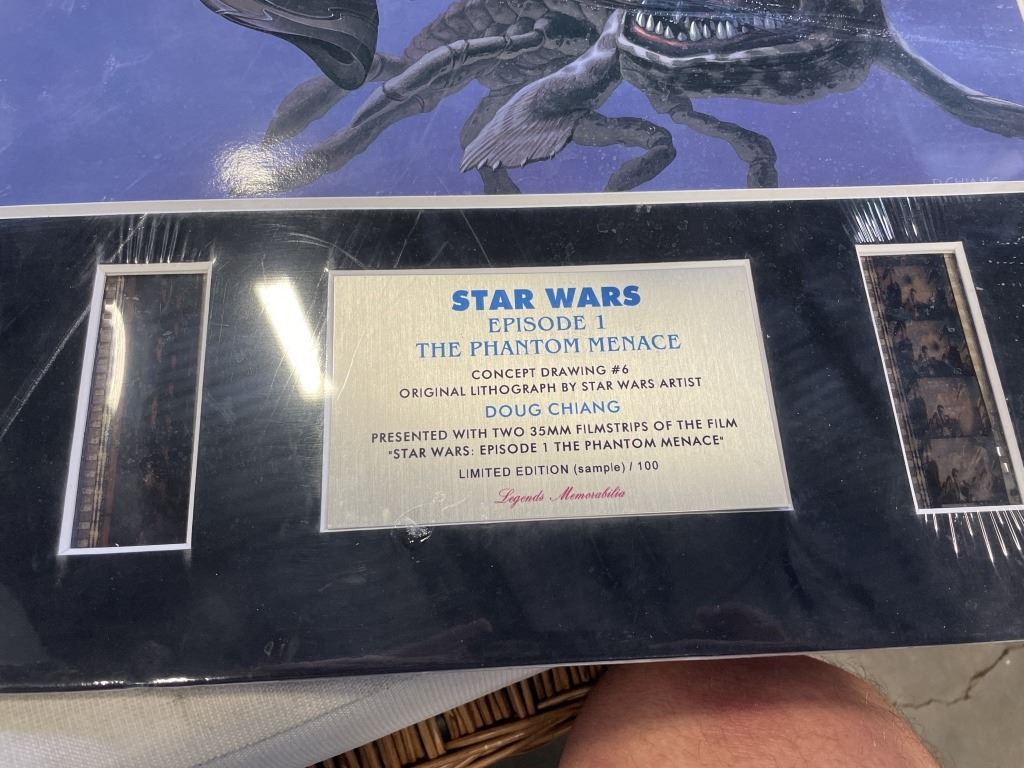 D.CHIANG
STAR WARS
EPISODE 1
THE PHANTOM MENACE
CONCEPT DRAWING #6
ORIGINAL LITHOGRAPH BY STAR WARS ARTIST
DOUG CHIANG
PRESENTED WITH TWO 35MM FILMSTRIPS OF THE FILM
"STAR WARS: EPISODE 1 THE PHANTOM MENACE"
LIMITED EDITION (sample) / 100
Legends Memorabilia